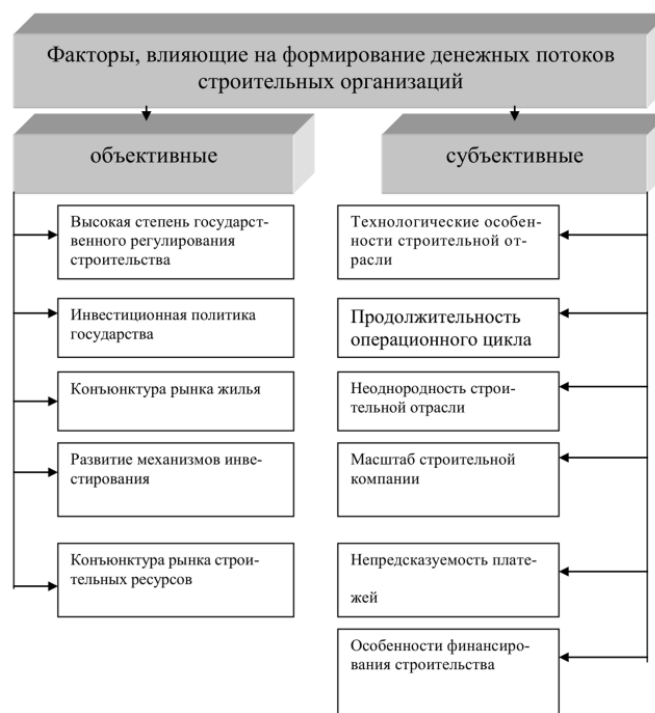 Факторы, влияющие на формирование денежных потоков
строительных организаций
объективные
субъективные
Высокая степень государст-
венного регулирования
строительства
Инвестиционная политика
государства
Конъюнктура рынка жилья
Развитие механизмов инве-
стирования
Конъюнктура рынка строи-
тельных ресурсов
Технологические особен-
ности строительной от-
расли
Продолжительность
операционного цикла
Неоднородность строи-
тельной отрасли
Масштаб строительной
компании
Непредсказуемость плате-
жей
Особенности финансиро-
вания строительства